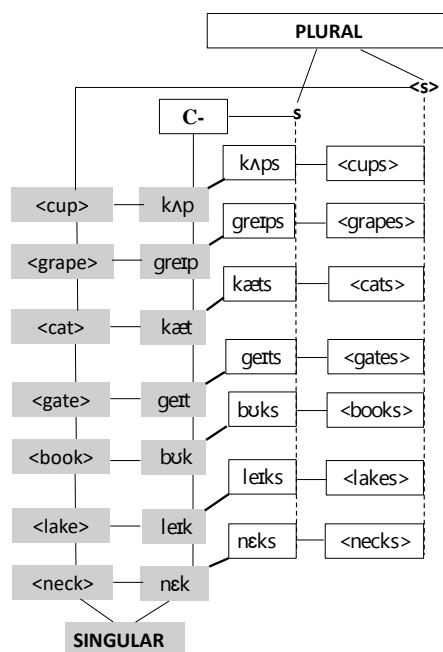 PLURAL
<s>
C- s
kʌps <cups>
<cup> kʌp
greɪps <grapes>
<grape> greɪp
kæts <cats>
<cat> kæt
geɪts <gates>
<gate> geɪt
bʊks <books>
<book> bʊk
leɪks <lakes>
<lake> leɪk
nɛks <necks>
<neck> nɛk
SINGULAR